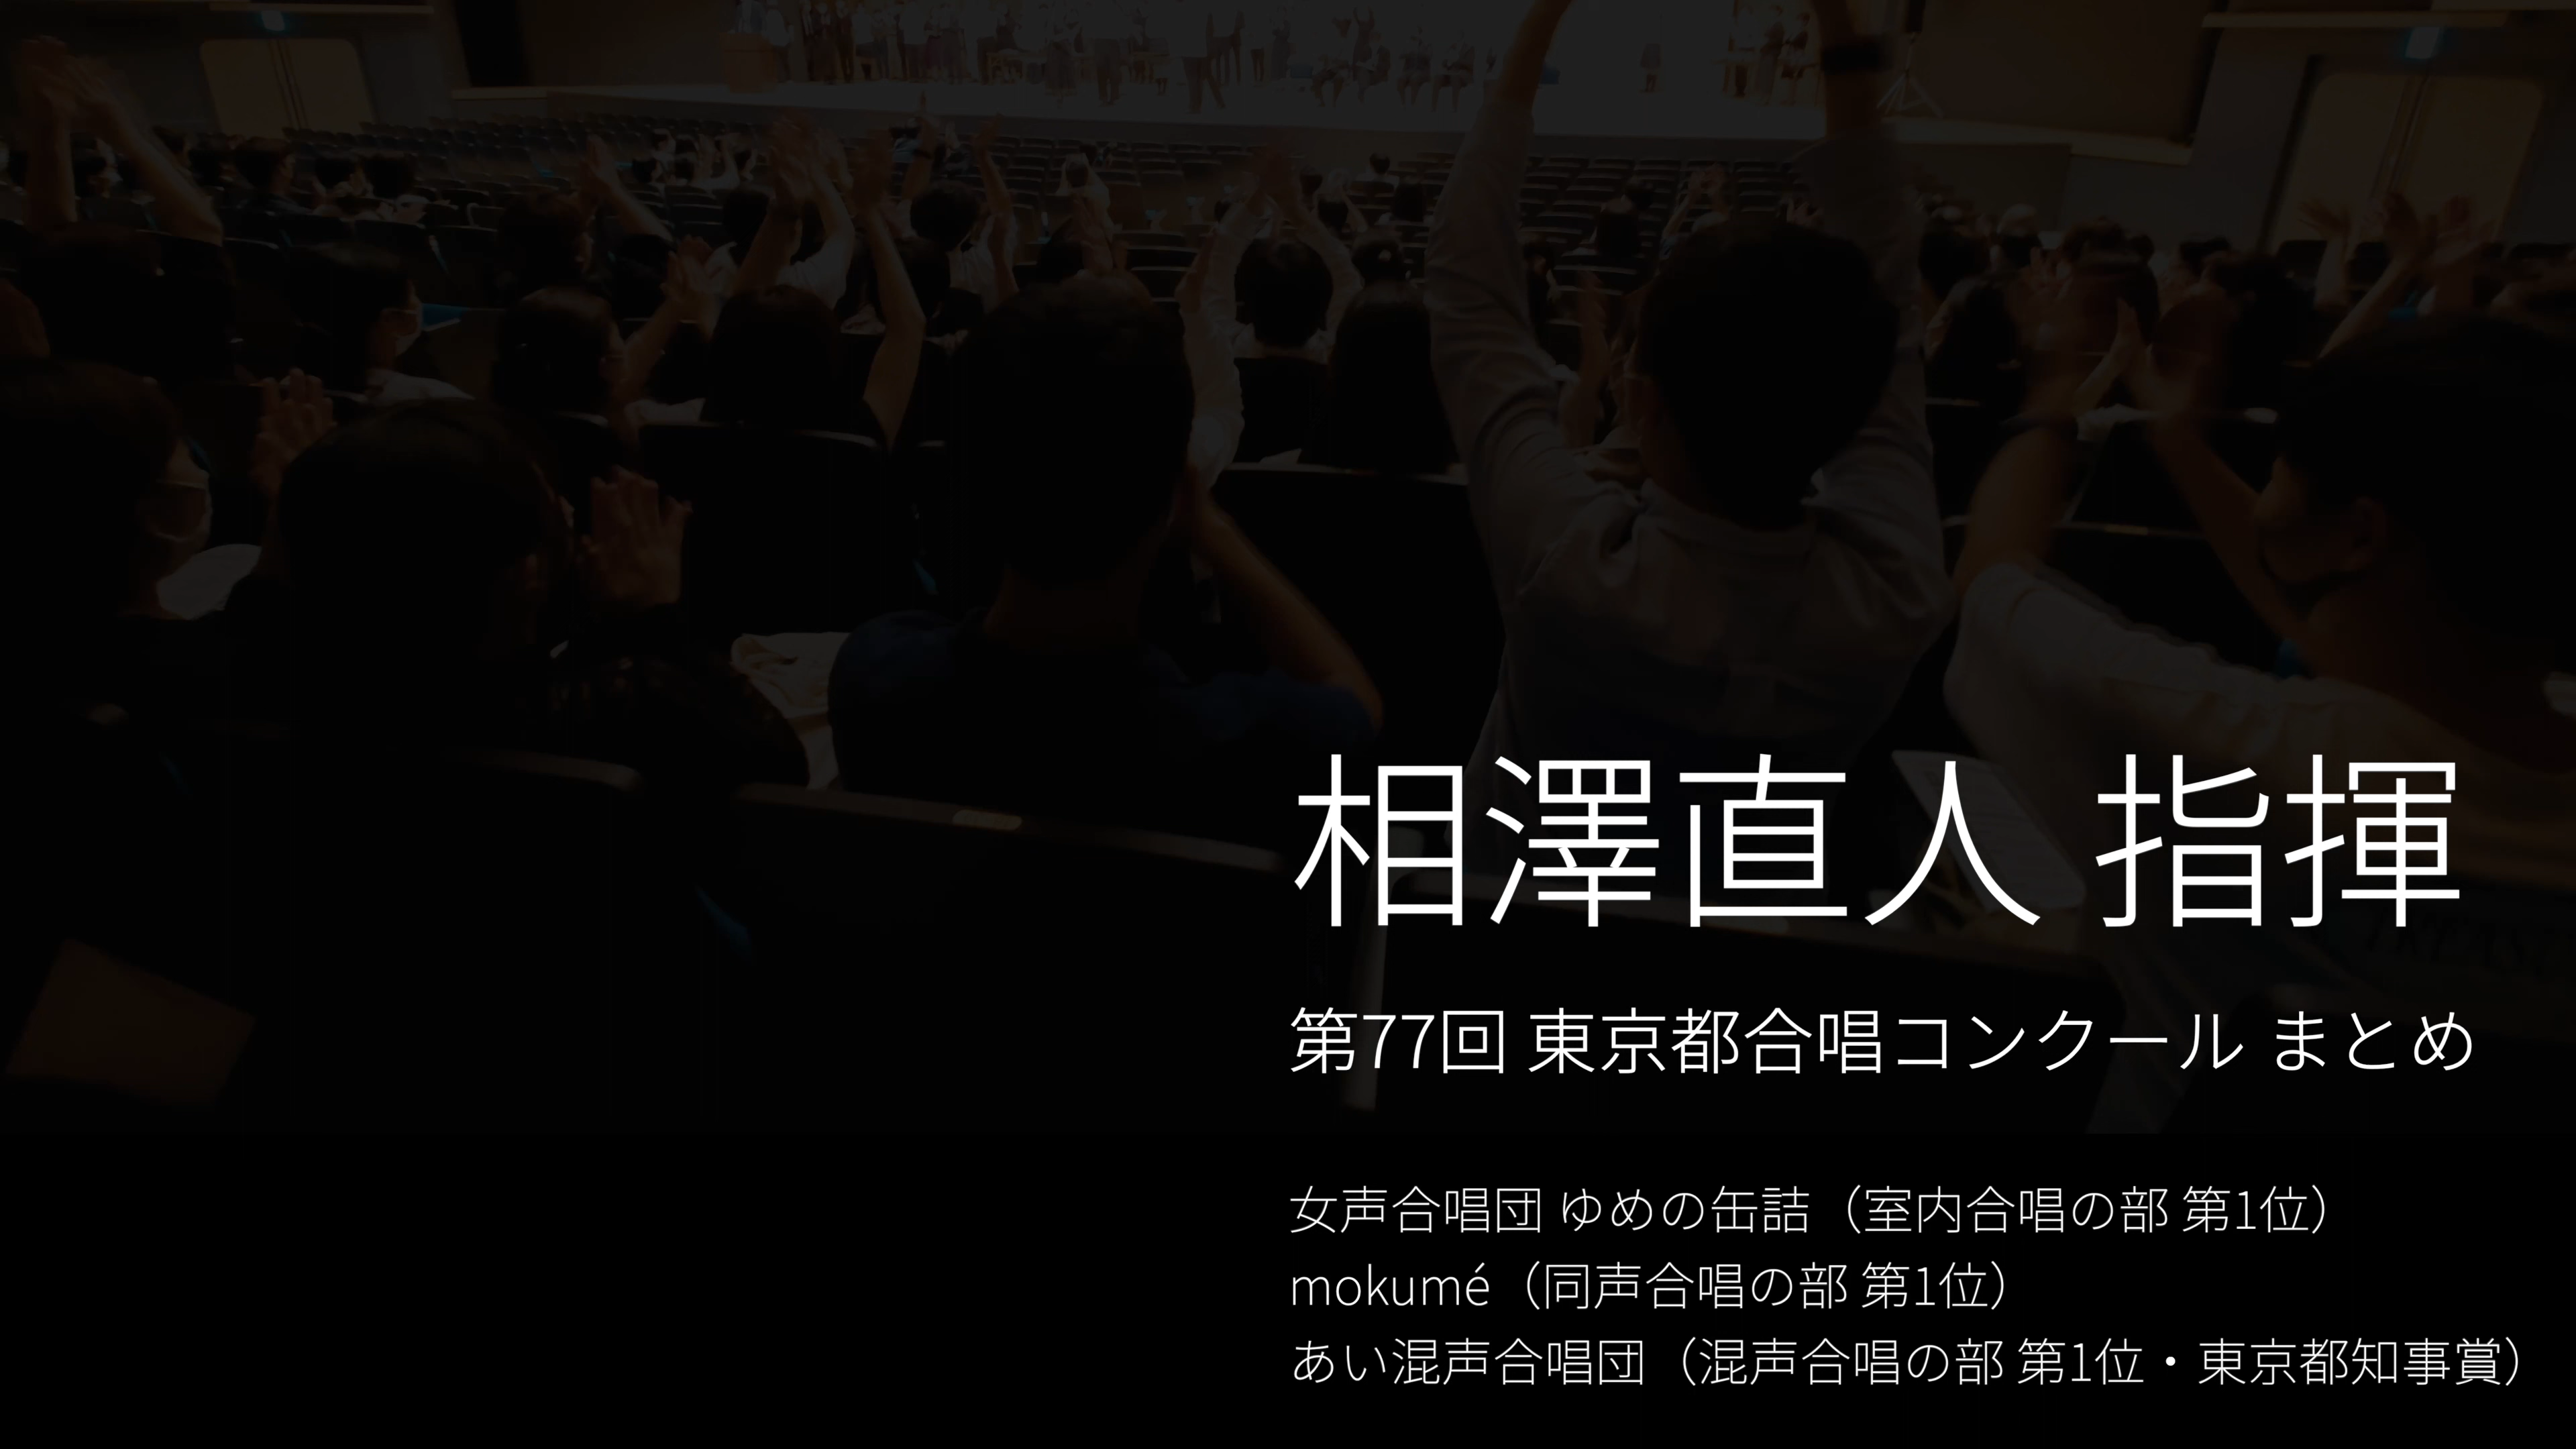 相澤直人 指揮
第77回 東京都合唱コンクール まとめ
女声合唱団 ゆめの缶詰（室内合唱の部 第1位）
mokumé（同声合唱の部 第1位）
あい混声合唱団（混声合唱の部 第1位・東京都知事賞）